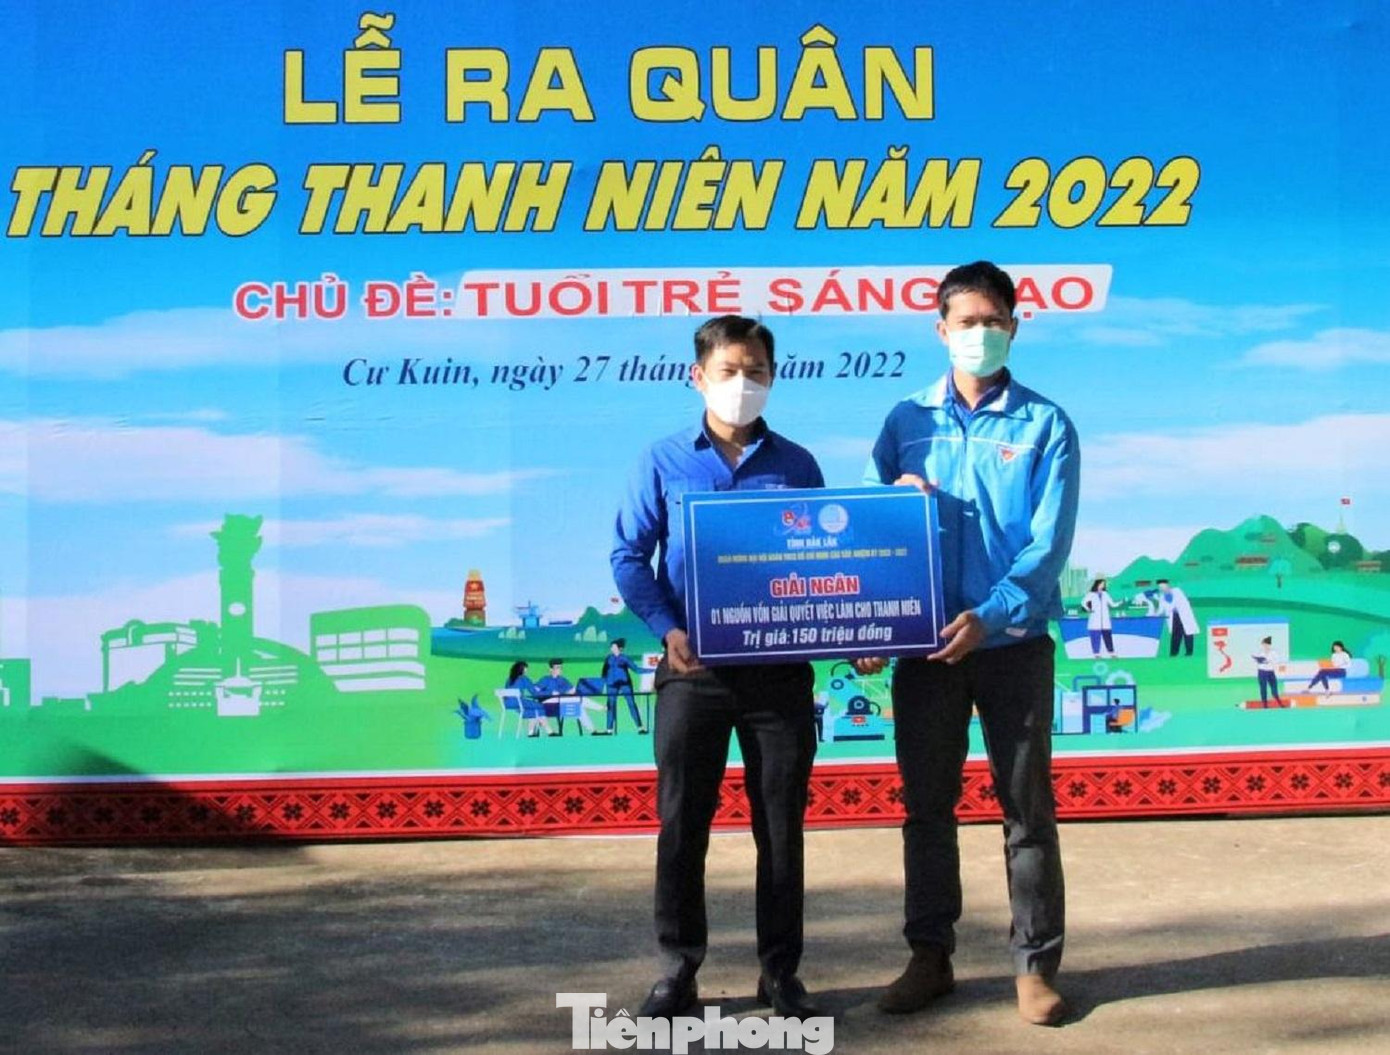 LỄ RA QUÂN
THÁNG THANH NIÊN NĂM 2022
CHỦ ĐỀ: TUỔI TRẺ SÁNG ẠO
Cư Kuin, ngày 27 tháng năm 2022
TỈNH ĐẮK LẮK
GIẢI NGÂN
01 NGUỒN VỐN GIẢI QUYẾT VIỆC LÀM CHO THANH NIÊN
Trị giá: 150 triệu đồng
Tiền phong